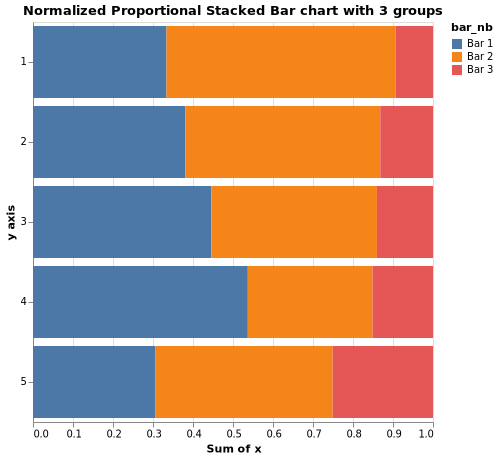 Normalized Proportional Stacked Bar chart with 3 groups
bar_nb
Bar 1
Bar 2
Bar 3
1
2
3
4
5
y axis
0.0 0.1 0.2 0.3 0.4 0.5 0.6 0.7 0.8 0.9 1.0
Sum of x